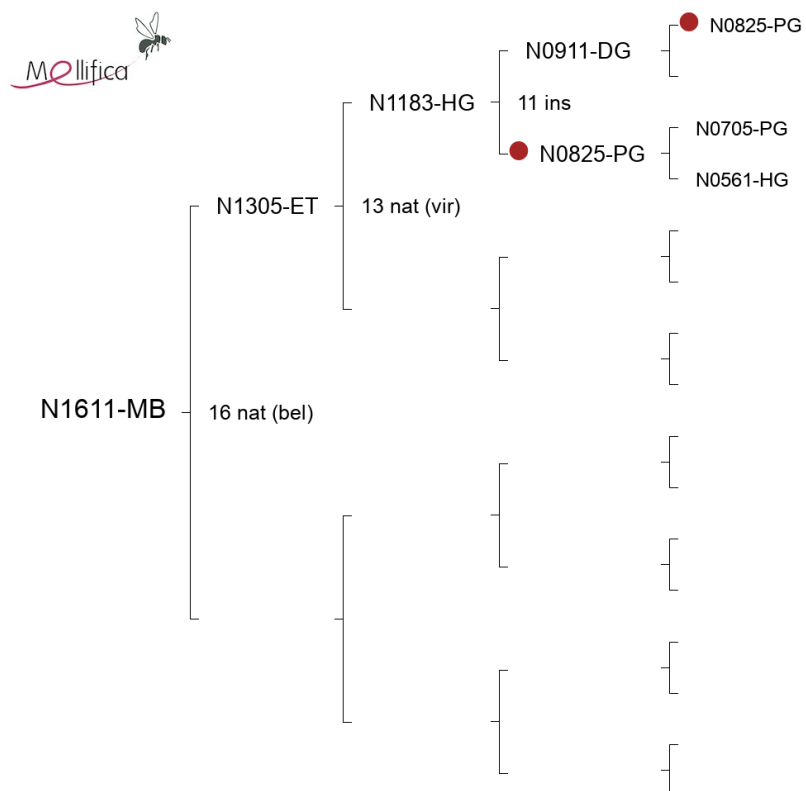 Mellifica
N0825-PG
N0911-DG
N1183-HG 11 ins
N0705-PG
N0825-PG
N0561-HG
N1305-ET 13 nat (vir)
N1611-MB 16 nat (bel)